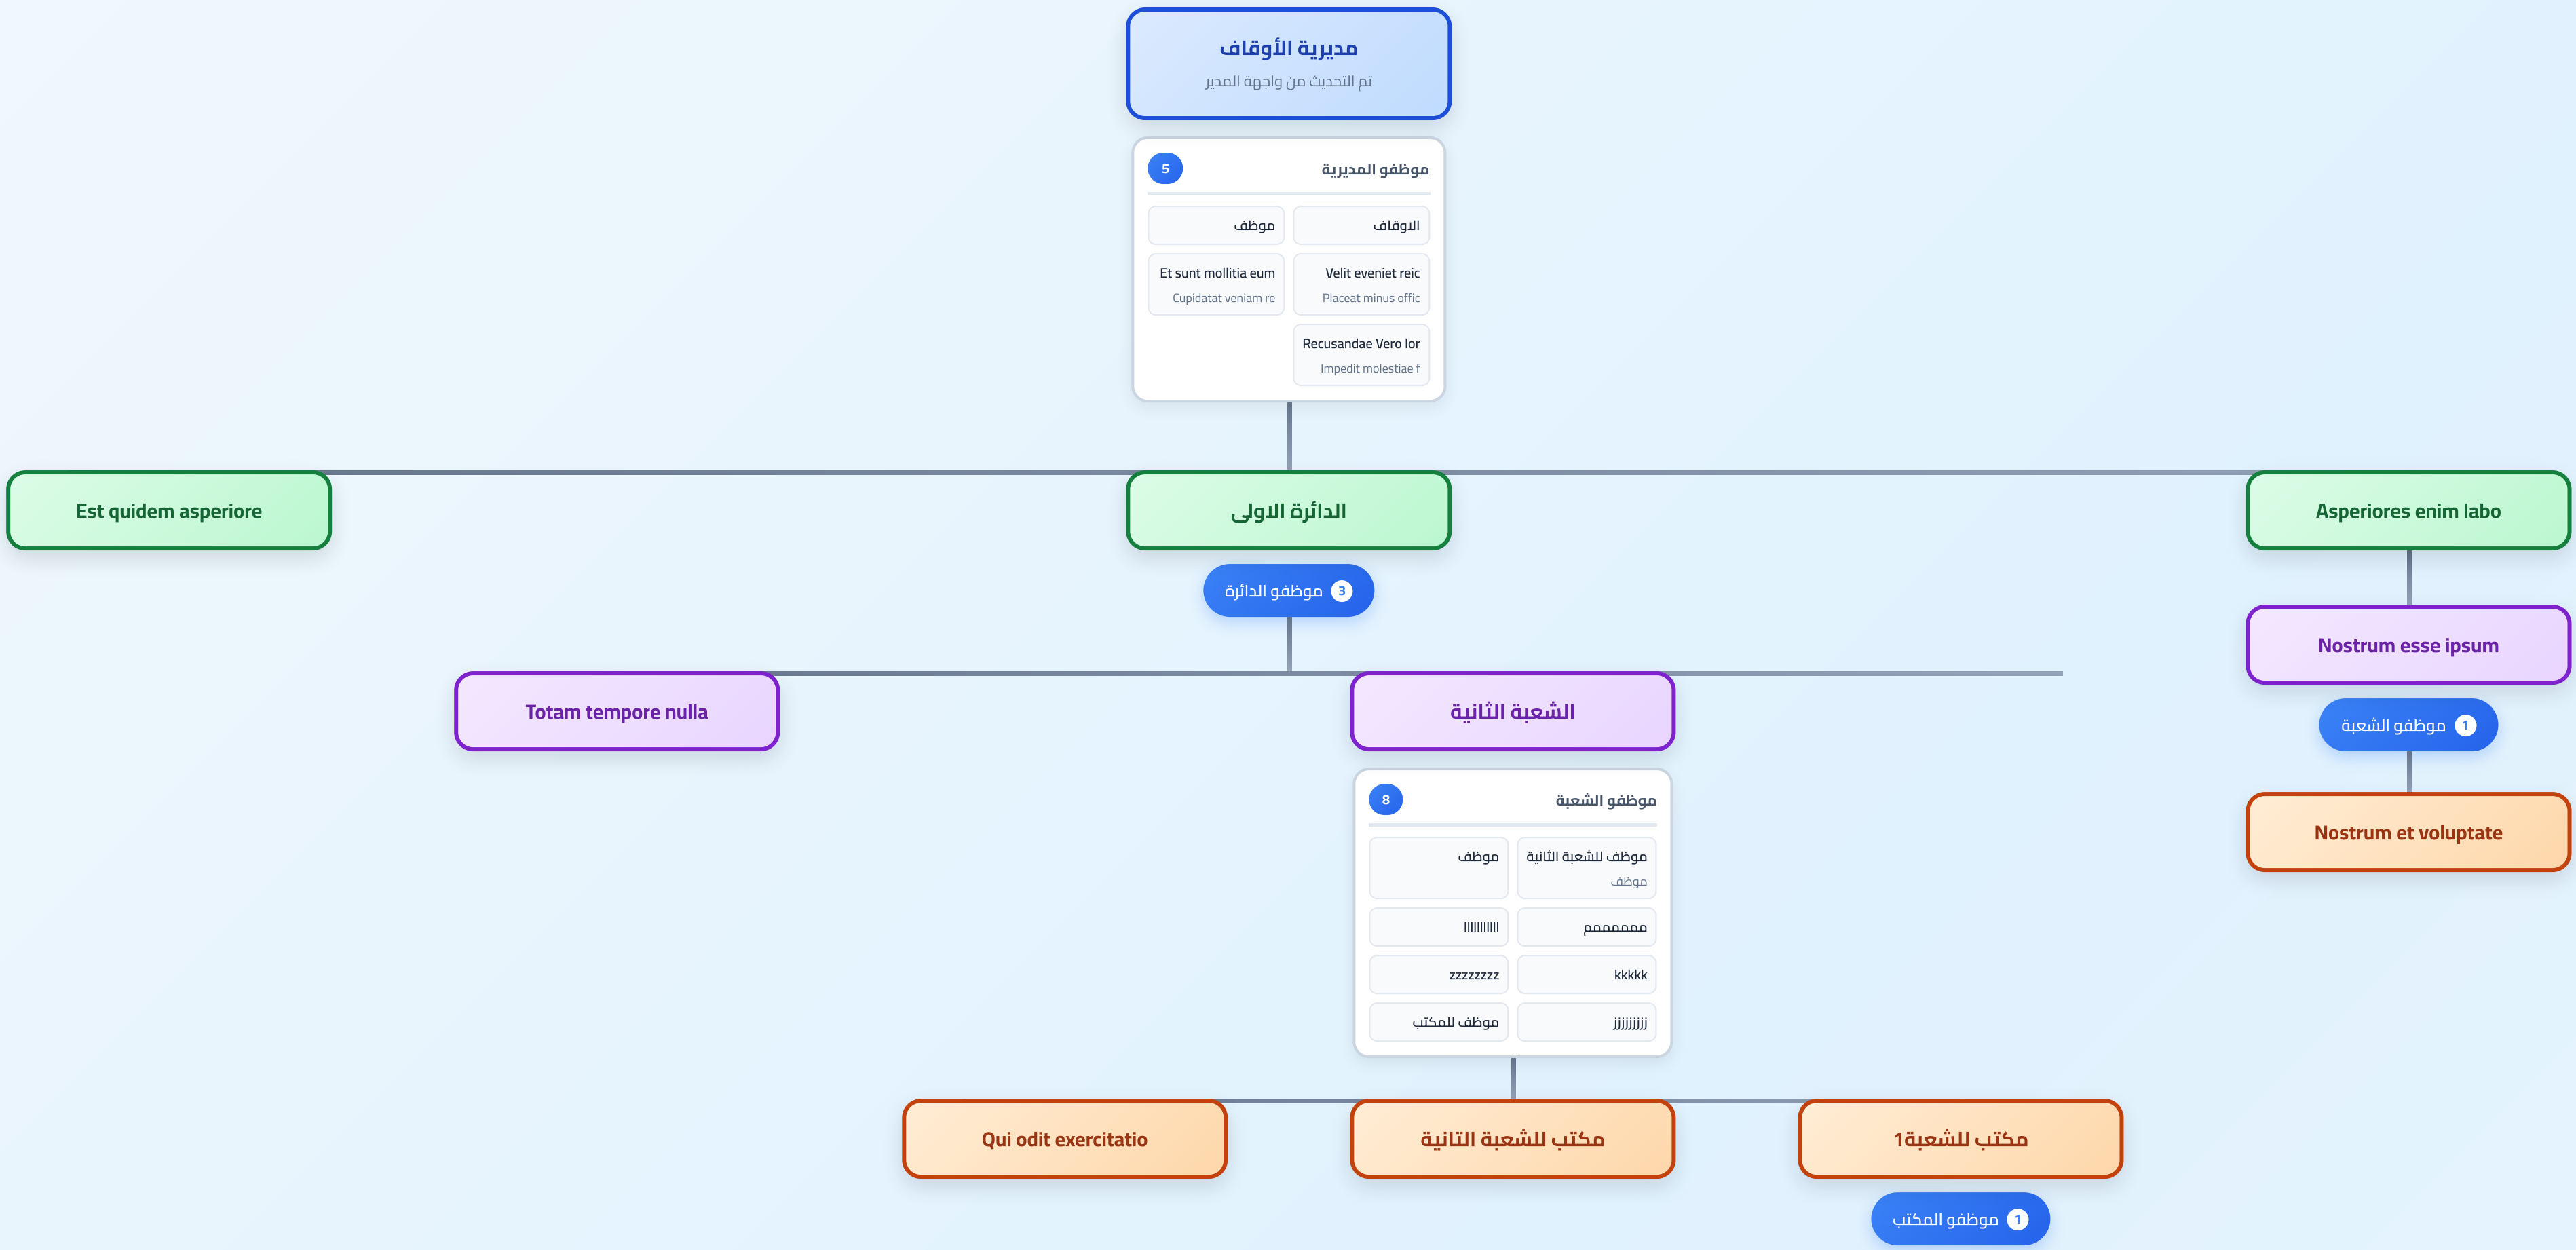 مديرية الأوقاف
تم التحديث من واجهة المدير
موظفو المديرية
5
الاوقاف
موظف
Velit eveniet reic
Placeat minus offic
Et sunt mollitia eum
Cupidatat veniam re
Recusandae Vero lor
Impedit molestiae f
Asperiores enim labo
الدائرة الاولى
Est quidem asperiore
3 موظفو الدائرة
Nostrum esse ipsum
1 موظفو الشعبة
Nostrum et voluptate
الشعبة الثانية
Totam tempore nulla
موظفو الشعبة
8
موظف للشعبة الثانية
موظف
موظف
ممممممم
اااااااااااا
kkkkk
zzzzzzzz
jjjjjjjjj
موظف للمكتب
مكتب للشعبة1
مكتب للشعبة التانية
Qui odit exercitatio
1 موظفو المكتب